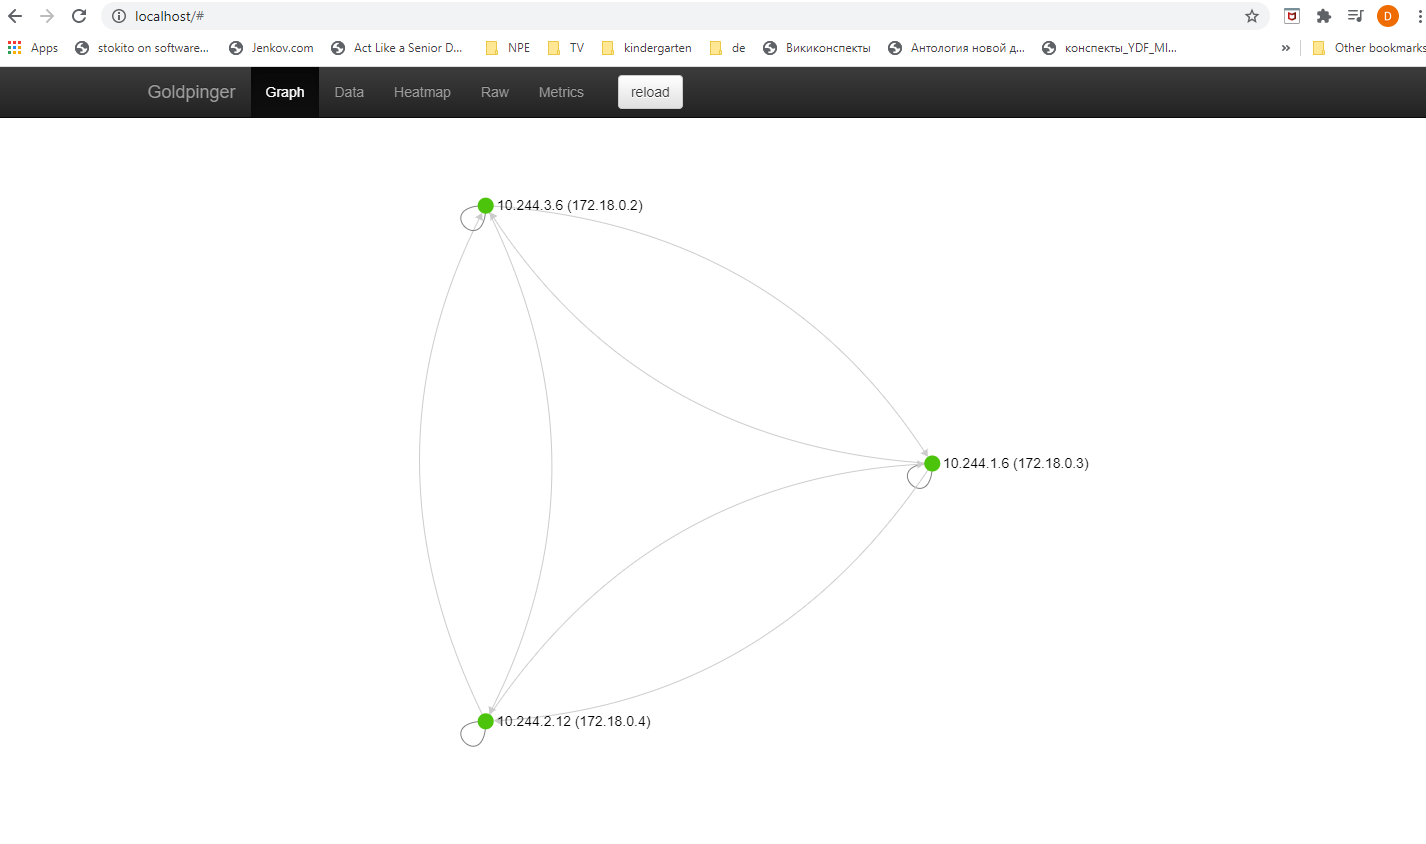 localhost/#
D
Apps stokito on software... Jenkov.com Act Like a Senior D... NPE TV kindergarten de Викиконспекты Антология новой д... конспекты_YDF_MI... » Other bookmarks
Goldpinger Graph Data Heatmap Raw Metrics reload
10.244.3.6 (172.18.0.2)
10.244.1.6 (172.18.0.3)
10.244.2.12 (172.18.0.4)